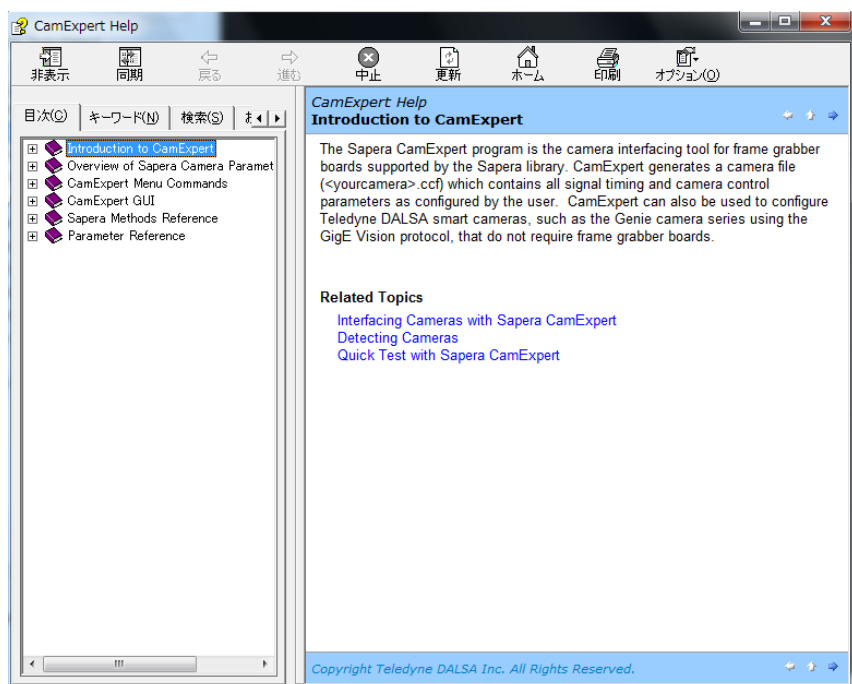 CamExpert Help
非表示
同期
戻る
進む
中止
更新
ホーム
印刷
オプション(O)
目次(C)
キーワード(N)
検索(S)
Introduction to CamExpert
Overview of Sapera Camera Paramet
CamExpert Menu Commands
CamExpert GUI
Sapera Methods Reference
Parameter Reference
CamExpert Help
Introduction to CamExpert
The Sapera CamExpert program is the camera interfacing tool for frame grabber
boards supported by the Sapera library. CamExpert generates a camera file
(<yourcamera>.ccf) which contains all signal timing and camera control
parameters as configured by the user. CamExpert can also be used to configure
Teledyne DALSA smart cameras, such as the Genie camera series using the
GigE Vision protocol, that do not require frame grabber boards.
Related Topics
Interfacing Cameras with Sapera CamExpert
Detecting Cameras
Quick Test with Sapera CamExpert
Copyright Teledyne DALSA Inc. All Rights Reserved.